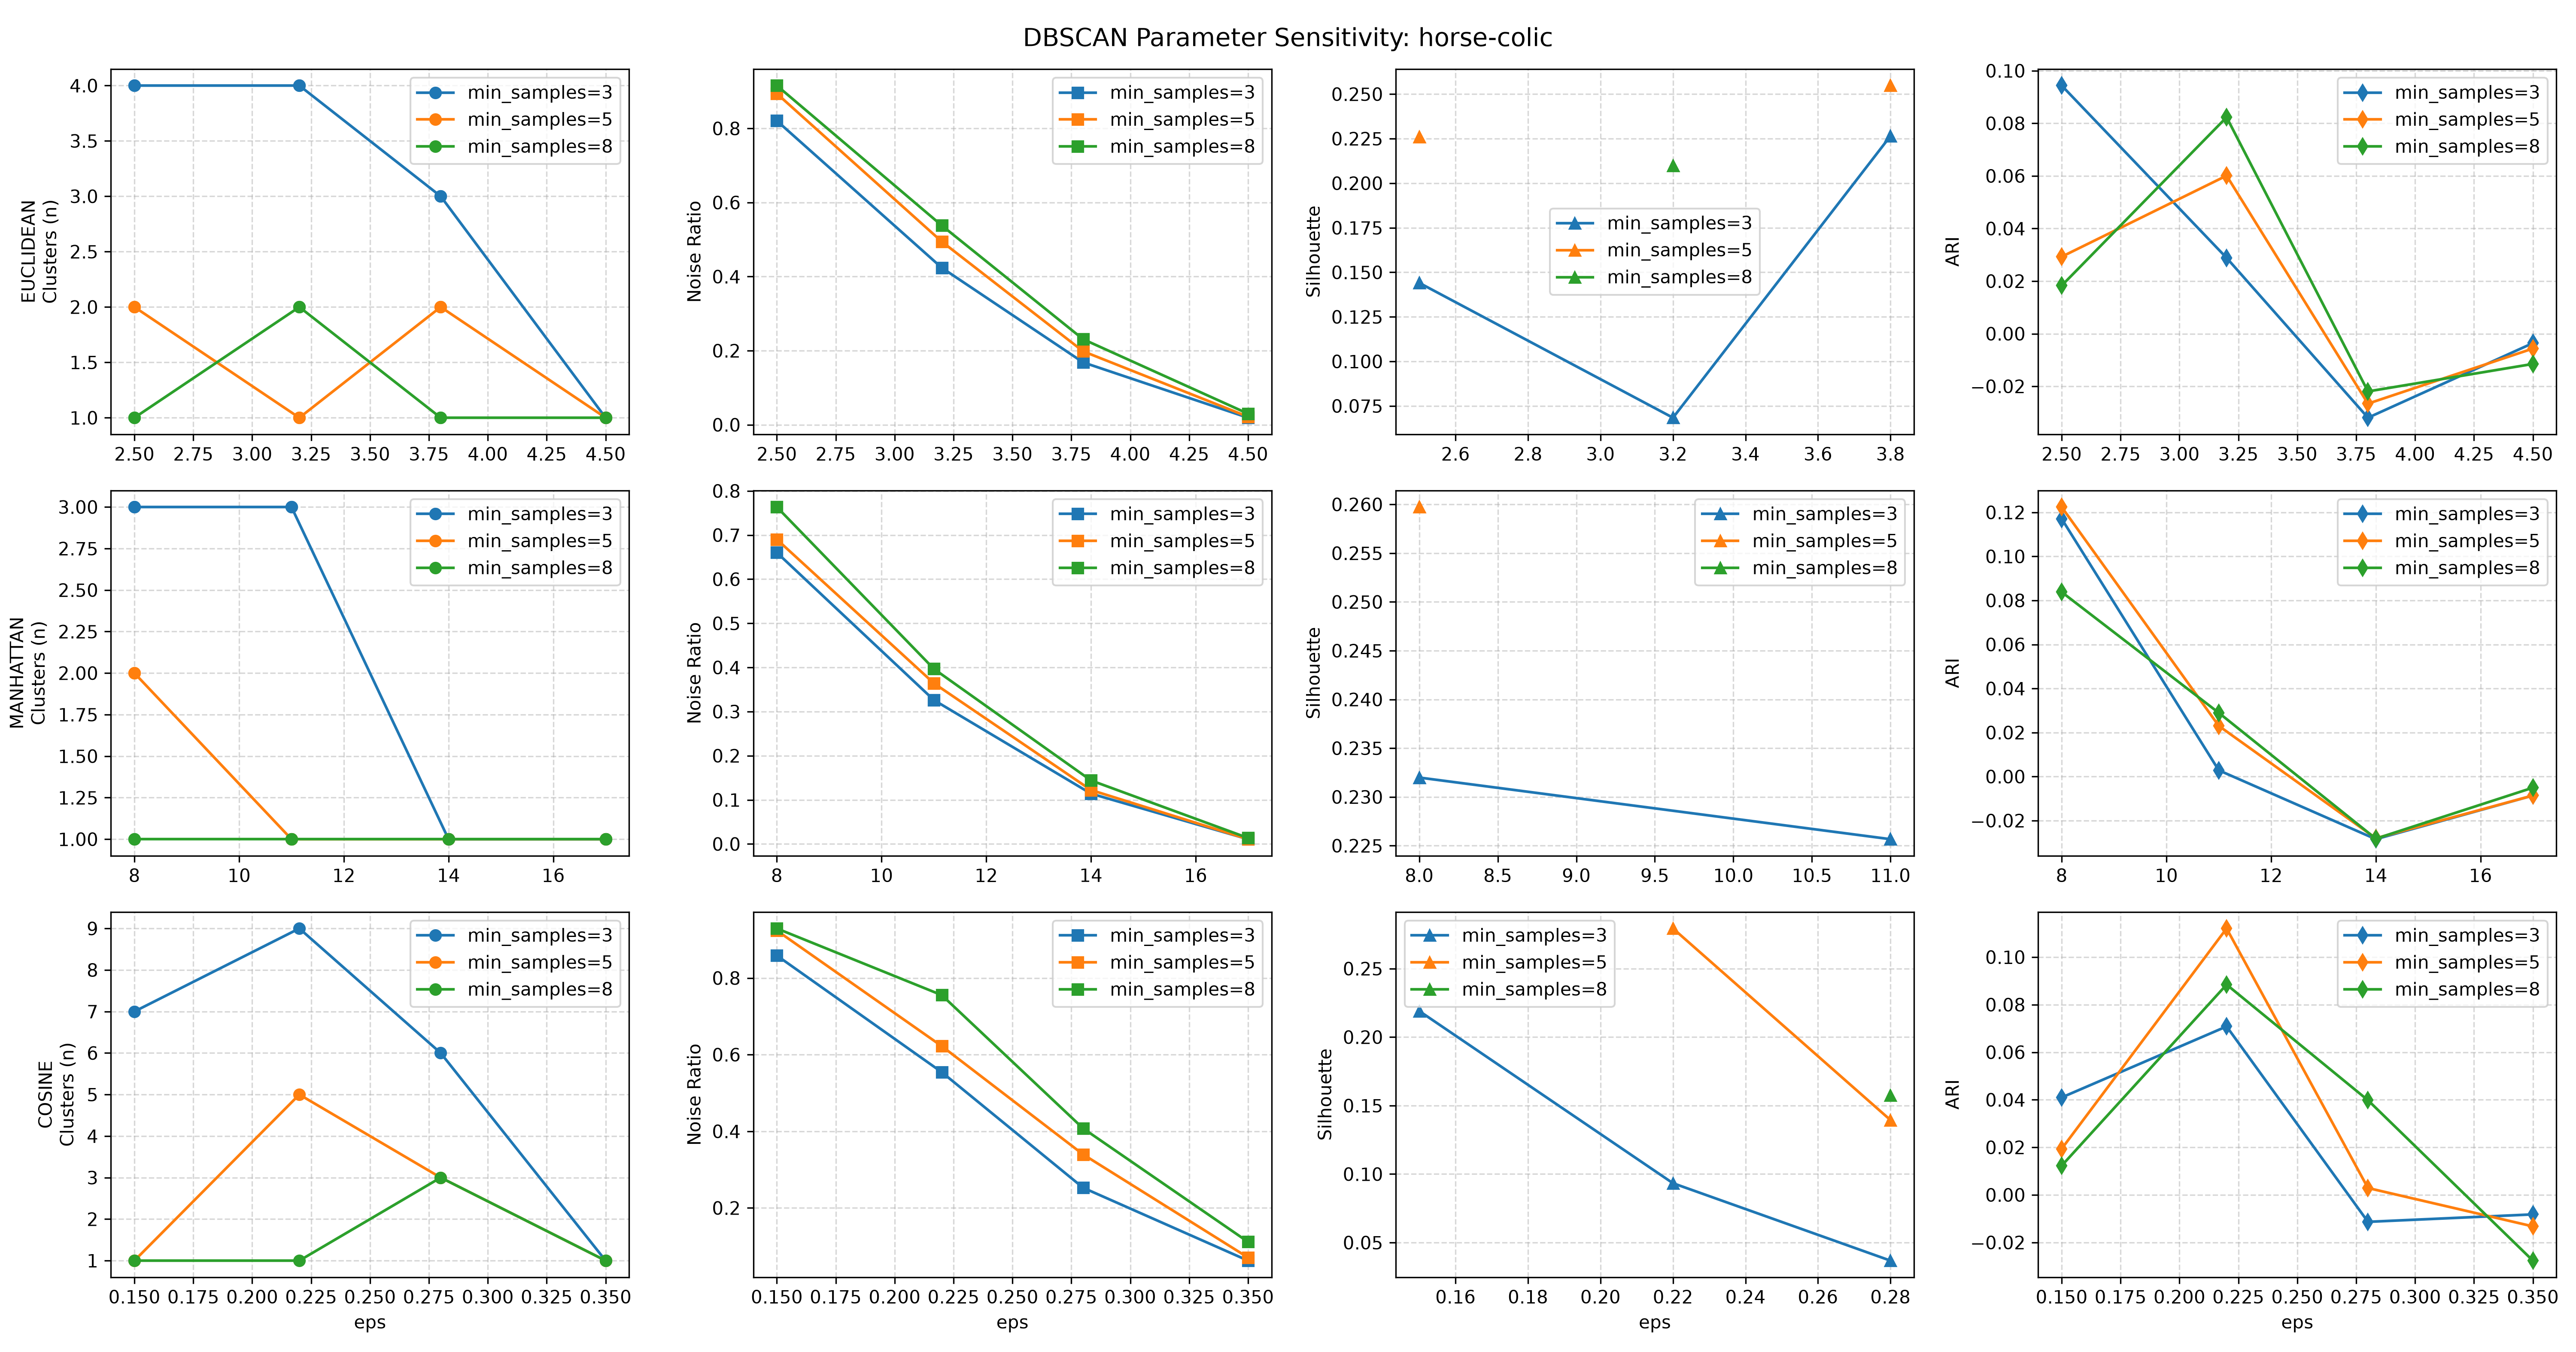 DBSCAN Parameter Sensitivity: horse-colic
EUCLIDEAN
Clusters (n)
4.0
3.5
3.0
2.5
2.0
1.5
1.0
2.50 2.75 3.00 3.25 3.50 3.75 4.00 4.25 4.50
min_samples=3
min_samples=5
min_samples=8
Noise Ratio
0.8
0.6
0.4
0.2
0.0
2.50 2.75 3.00 3.25 3.50 3.75 4.00 4.25 4.50
min_samples=3
min_samples=5
min_samples=8
Silhouette
0.250
0.225
0.200
0.175
0.150
0.125
0.100
0.075
2.6 2.8 3.0 3.2 3.4 3.6 3.8
min_samples=3
min_samples=5
min_samples=8
ARI
0.10
0.08
0.06
0.04
0.02
0.00
−0.02
2.50 2.75 3.00 3.25 3.50 3.75 4.00 4.25 4.50
min_samples=3
min_samples=5
min_samples=8
MANHATTAN
Clusters (n)
3.00
2.75
2.50
2.25
2.00
1.75
1.50
1.25
1.00
8 10 12 14 16
min_samples=3
min_samples=5
min_samples=8
Noise Ratio
0.8
0.7
0.6
0.5
0.4
0.3
0.2
0.1
0.0
8 10 12 14 16
min_samples=3
min_samples=5
min_samples=8
Silhouette
0.260
0.255
0.250
0.245
0.240
0.235
0.230
0.225
8.0 8.5 9.0 9.5 10.0 10.5 11.0
min_samples=3
min_samples=5
min_samples=8
ARI
0.12
0.10
0.08
0.06
0.04
0.02
0.00
−0.02
8 10 12 14 16
min_samples=3
min_samples=5
min_samples=8
COSINE
Clusters (n)
9
8
7
6
5
4
3
2
1
0.150 0.175 0.200 0.225 0.250 0.275 0.300 0.325 0.350
eps
min_samples=3
min_samples=5
min_samples=8
Noise Ratio
0.8
0.6
0.4
0.2
0.150 0.175 0.200 0.225 0.250 0.275 0.300 0.325 0.350
eps
min_samples=3
min_samples=5
min_samples=8
Silhouette
0.25
0.20
0.15
0.10
0.05
0.16 0.18 0.20 0.22 0.24 0.26 0.28
eps
min_samples=3
min_samples=5
min_samples=8
ARI
0.10
0.08
0.06
0.04
0.02
0.00
−0.02
0.150 0.175 0.200 0.225 0.250 0.275 0.300 0.325 0.350
eps
min_samples=3
min_samples=5
min_samples=8